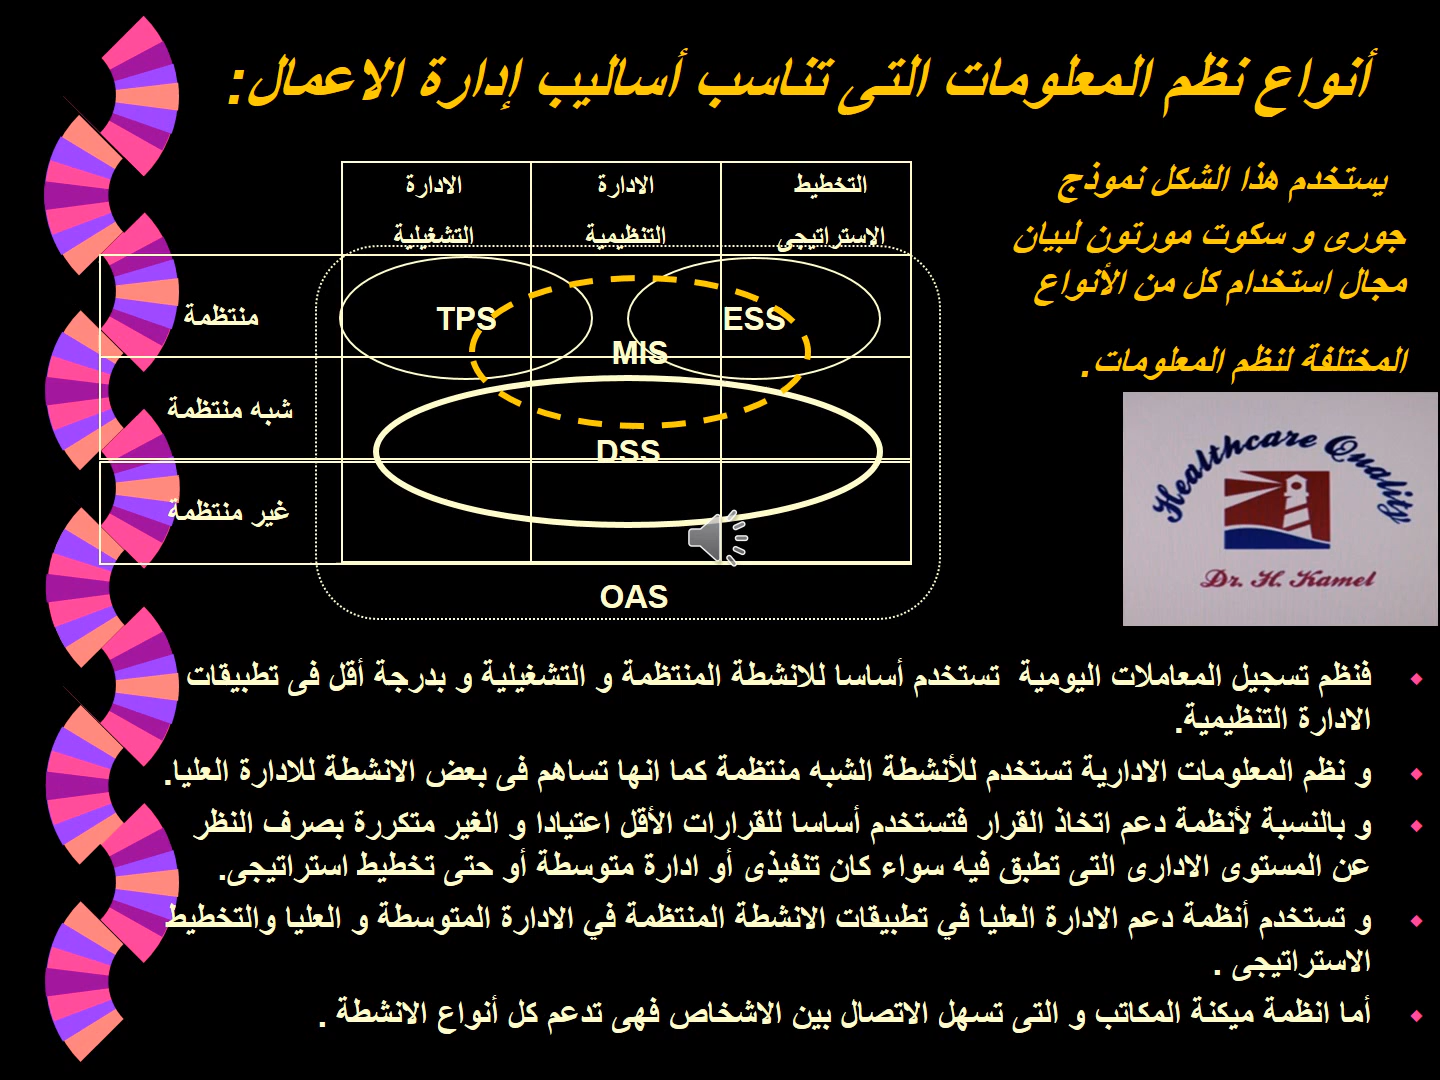 أنواع نظم المعلومات التى تناسب أساليب إدارة الاعمال:
يستخدم هذا الشكل نموذج
جورى و سكوت مورتون لبيان
مجال استخدام كل من الأنواع
المختلفة لنظم المعلومات.
التخطيط الادارة الادارة
الاستراتيجى التنظيمية التشغيلية
منتظمة
TPS
ESS
MIS
شبه منتظمة
DSS
غير منتظمة
OAS
Healthcare Quality
Dr. H. Kamel
فنظم تسجيل المعاملات اليومية تستخدم أساسا للانشطة المنتظمة و التشغيلية و بدرجة أقل فى تطبيقات
الادارة التنظيمية.
و نظم المعلومات الادارية تستخدم للأنشطة الشبه منتظمة كما انها تساهم فى بعض الانشطة للادارة العليا.
و بالنسبة لأنظمة دعم اتخاذ القرار فتستخدم أساسا للقرارات الأقل اعتيادا و الغير متكررة بصرف النظر
عن المستوى الادارى التى تطبق فيه سواء كان تنفيذى أو ادارة متوسطة أو حتى تخطيط استراتيجى.
و تستخدم أنظمة دعم الادارة العليا في تطبيقات الانشطة المنتظمة في الادارة المتوسطة و العليا والتخطيط
الاستراتيجى .
أما انظمة ميكنة المكاتب و التى تسهل الاتصال بين الاشخاص فهى تدعم كل أنواع الانشطة .